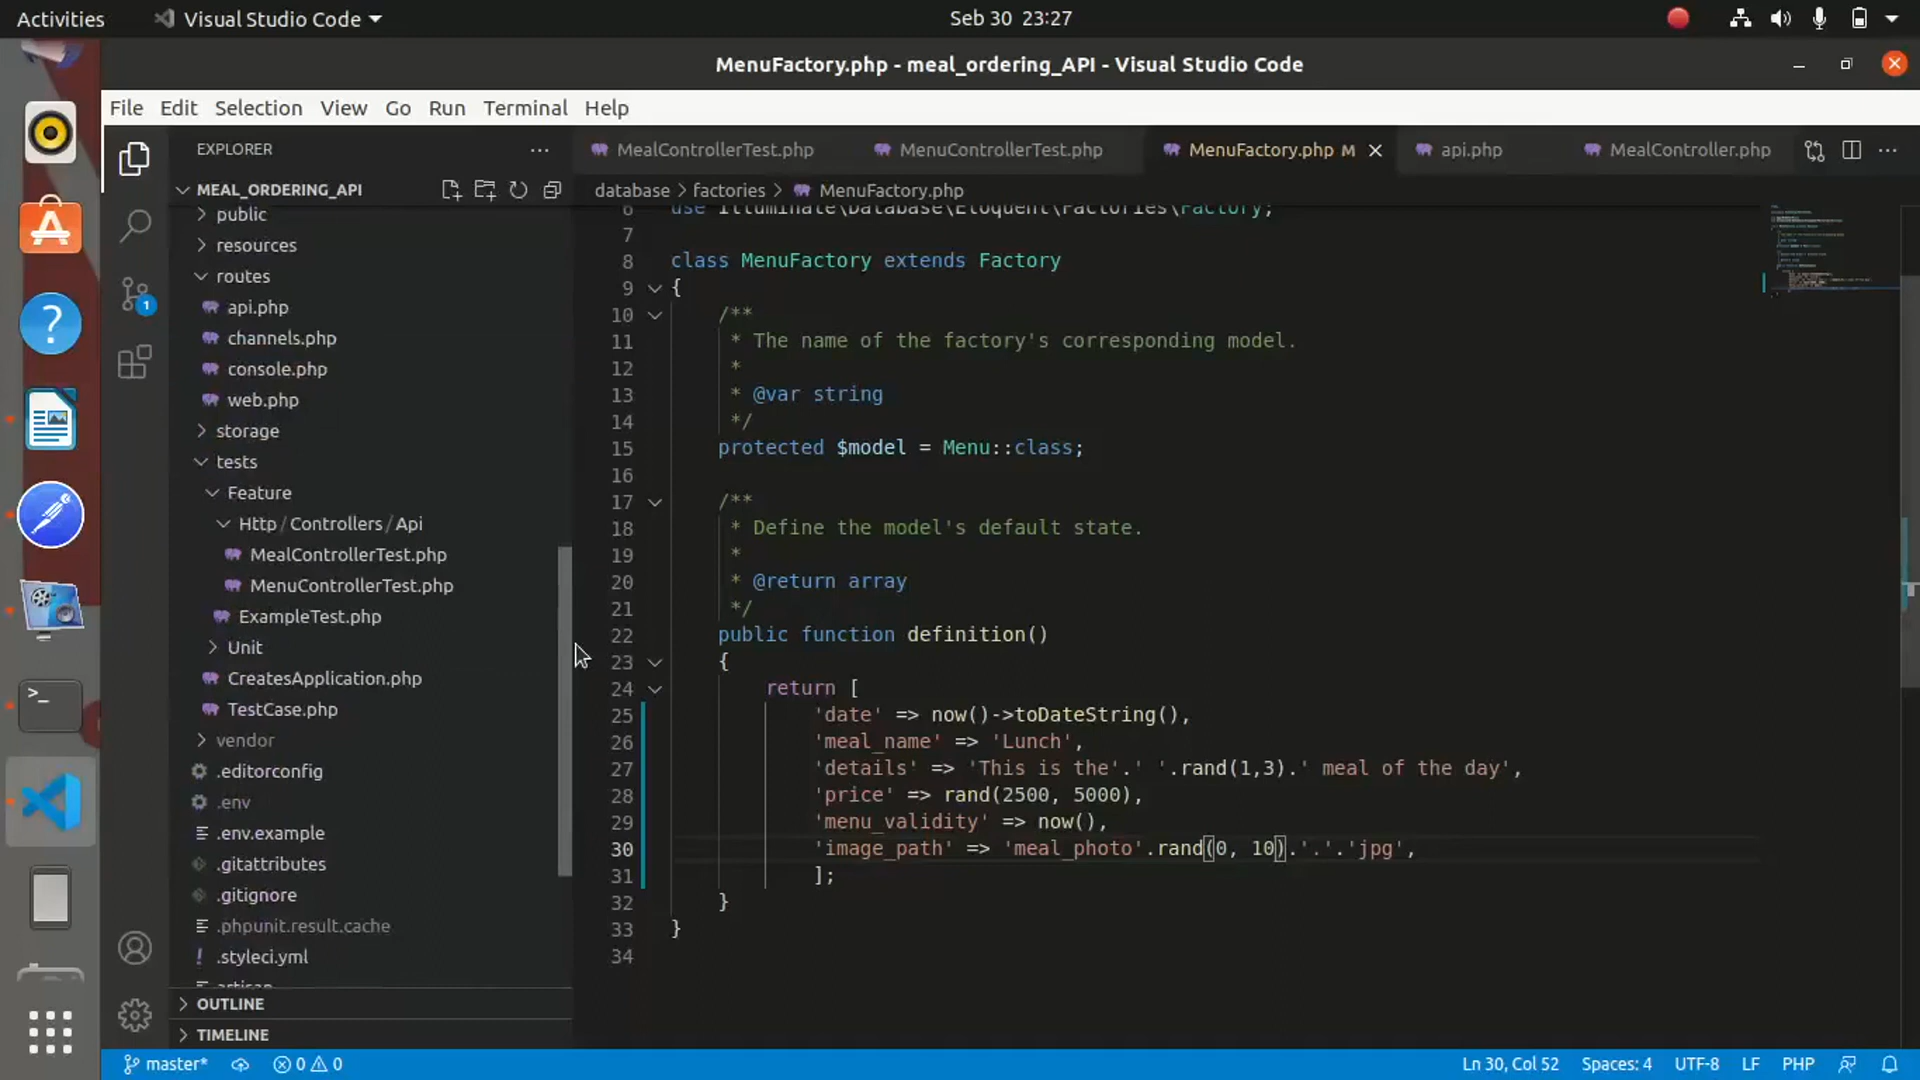 Activities
Visual Studio Code
Seb 30 23:27
MenuFactory.php - meal_ordering_API - Visual Studio Code
File Edit Selection View Go Run Terminal Help
EXPLORER
MealControllerTest.php
MenuControllerTest.php
MenuFactory.php M
api.php
MealController.php
MEAL_ORDERING_API
database > factories > MenuFactory.php
public
resources
routes
api.php
channels.php
console.php
web.php
storage
tests
Feature
Http / Controllers / Api
MealControllerTest.php
MenuControllerTest.php
ExampleTest.php
Unit
CreatesApplication.php
TestCase.php
vendor
.editorconfig
.env
.env.example
.gitattributes
.gitignore
.phpunit.result.cache
.styleci.yml
artisan
OUTLINE
TIMELINE
6 use Illuminate\Database\Eloquent\Factories\Factory;
7
8 class MenuFactory extends Factory
9 {
10 /**
11 * The name of the factory's corresponding model.
12 *
13 * @var string
14 */
15 protected $model = Menu::class;
16
17 /**
18 * Define the model's default state.
19 *
20 * @return array
21 */
22 public function definition()
23 {
24 return [
25 'date' => now()->toDateString(),
26 'meal_name' => 'Lunch',
27 'details' => 'This is the'.' '.rand(1,3).' meal of the day',
28 'price' => rand(2500, 5000),
29 'menu_validity' => now(),
30 'image_path' => 'meal_photo'.rand(0, 10).'.'.'jpg',
31 ];
32 }
33 }
34
1
master*
0 0
Ln 30, Col 52
Spaces: 4
UTF-8
LF
PHP